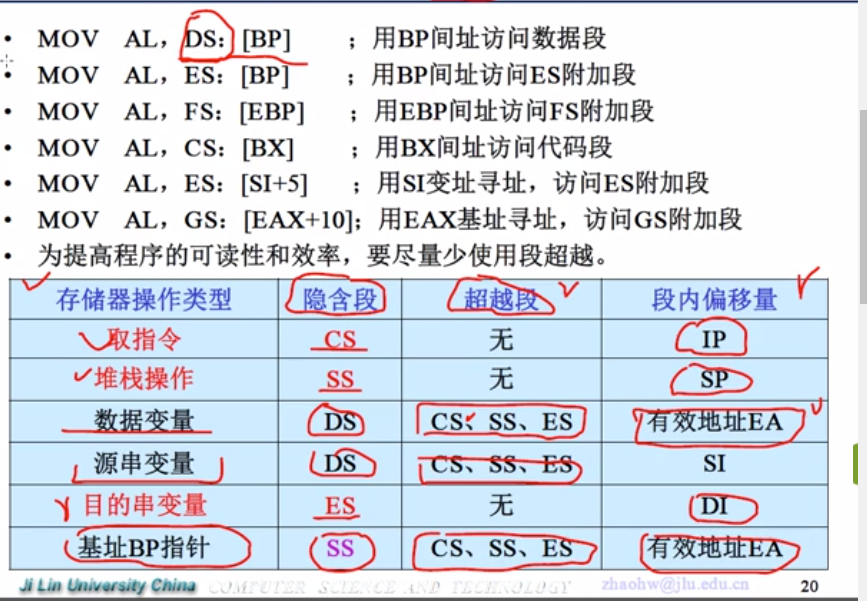 • MOV AL，DS：[BP] ；用BP间址访问数据段
• MOV AL，ES：[BP] ；用BP间址访问ES附加段
• MOV AL，FS：[EBP] ；用EBP间址访问FS附加段
• MOV AL，CS：[BX] ；用BX间址访问代码段
• MOV AL，ES：[SI+5] ；用SI变址寻址，访问ES附加段
• MOV AL，GS：[EAX+10]；用EAX基址寻址，访问GS附加段
• 为提高程序的可读性和效率，要尽量少使用段超越。
存储器操作类型 隐含段 超越段 段内偏移量
取指令 CS 无 IP
堆栈操作 SS 无 SP
数据变量 DS CS、SS、ES 有效地址EA
源串变量 DS CS、SS、ES SI
目的串变量 ES 无 DI
基址BP指针 SS CS、SS、ES 有效地址EA
Ji Lin University China COMPUTER SCIENCE AND TECHNOLOGY zhaohw@jlu.edu.cn 20